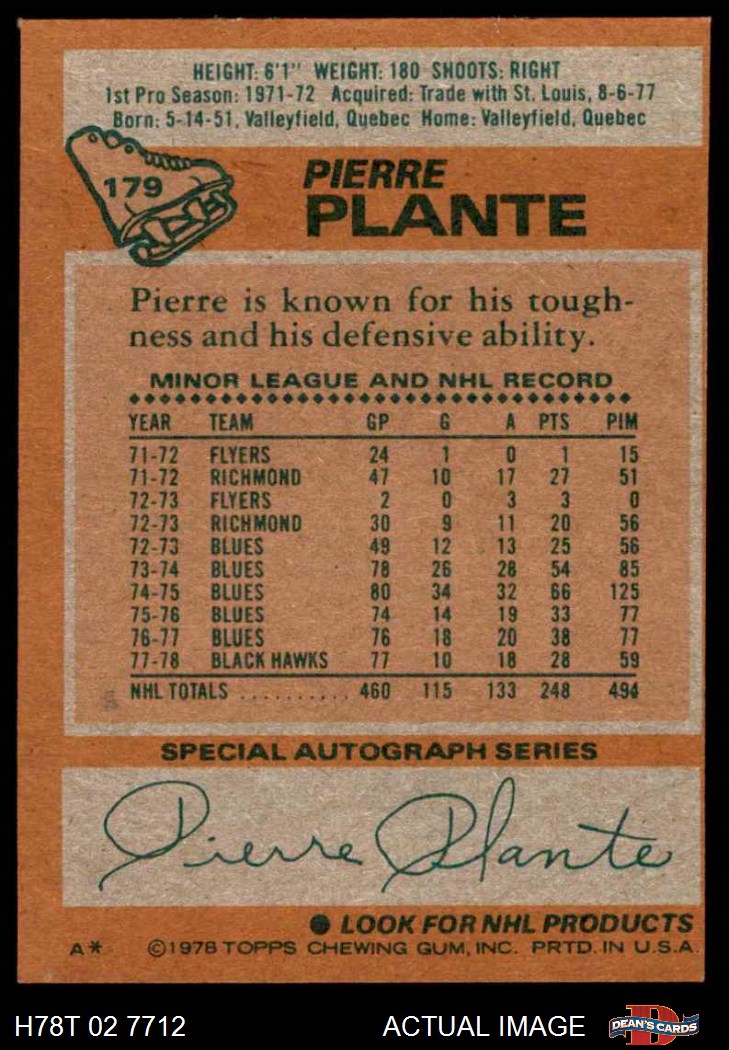 HEIGHT: 6'1" WEIGHT: 180 SHOOTS: RIGHT
1st Pro Season: 1971-72 Acquired: Trade with St. Louis, 8-6-77
Born: 5-14-51, Valleyfield, Quebec Home: Valleyfield, Quebec
179
PIERRE
PLANTE
Pierre is known for his tough-
ness and his defensive ability.
MINOR LEAGUE AND NHL RECORD
YEAR TEAM GP G A PTS PIM
71-72 FLYERS 24 1 0 1 15
71-72 RICHMOND 47 10 17 27 51
72-73 FLYERS 2 0 3 3 0
72-73 RICHMOND 30 9 11 20 56
72-73 BLUES 49 12 13 25 56
73-74 BLUES 78 26 28 54 85
74-75 BLUES 80 34 32 66 125
75-76 BLUES 74 14 19 33 77
76-77 BLUES 76 18 20 38 77
77-78 BLACK HAWKS 77 10 18 28 59
NHL TOTALS .......... 460 115 133 248 494
SPECIAL AUTOGRAPH SERIES
Pierre Plante
● LOOK FOR NHL PRODUCTS
A* ©1978 TOPPS CHEWING GUM, INC. PRTD. IN U.S.A.
H78T 02 7712 ACTUAL IMAGE DEAN'S CARDS